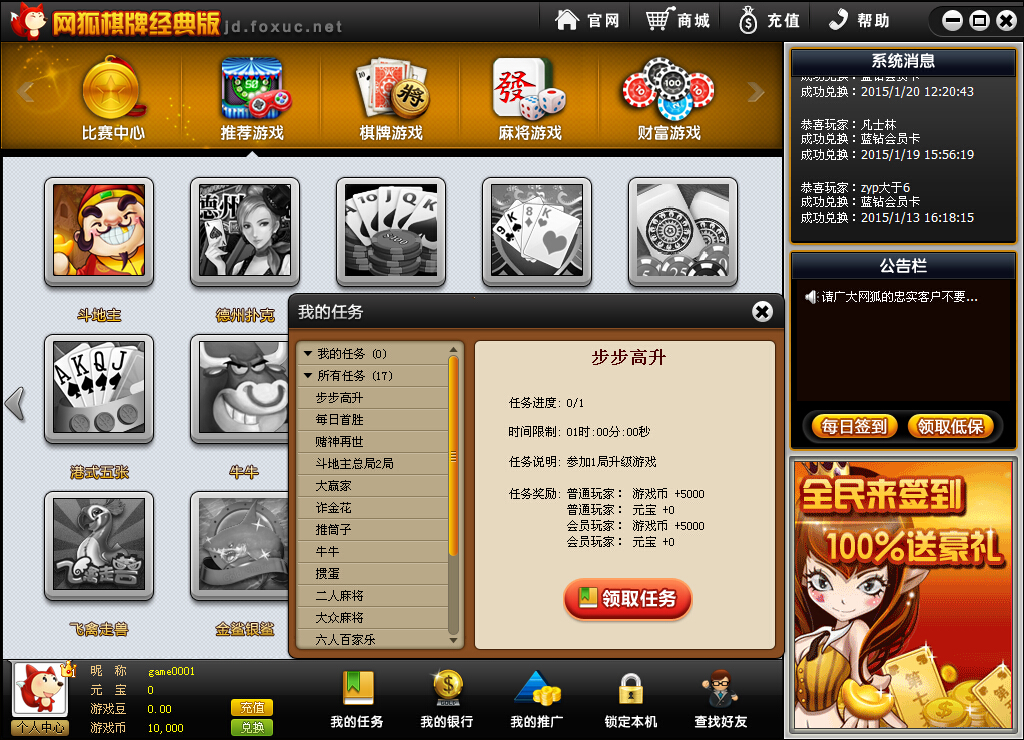 网狐棋牌经典版
jd.foxuc.net
官网
商城
充值
帮助
比赛中心
推荐游戏
棋牌游戏
麻将游戏
财富游戏
系统消息
成功兑换：蓝钻会员卡
成功兑换：2015/1/20 12:20:43
恭喜玩家：凡士林
成功兑换：蓝钻会员卡
成功兑换：2015/1/19 15:56:19
恭喜玩家：zyp大于6
成功兑换：蓝钻会员卡
成功兑换：2015/1/13 16:18:15
公告栏
请广大网狐的忠实客户不要...
每日签到
领取低保
全民来签到
100%送豪礼
斗地主
德州扑克
港式五张
牛牛
飞禽走兽
金鲨银鲨
我的任务
我的任务 (0)
所有任务 (17)
步步高升
每日首胜
赌神再世
斗地主总局2局
大赢家
诈金花
推筒子
牛牛
掼蛋
二人麻将
大众麻将
六人百家乐
步步高升
任务进度: 0/1
时间限制: 01时:00分:00秒
任务说明: 参加1局升级游戏
任务奖励: 普通玩家： 游戏币 +5000
普通玩家： 元宝 +0
会员玩家： 游戏币 +5000
会员玩家： 元宝 +0
领取任务
个人中心
昵 称 game0001
元 宝 0
游戏豆 0.00
游戏币 10,000
充值
兑换
我的任务
我的银行
我的推广
锁定本机
查找好友